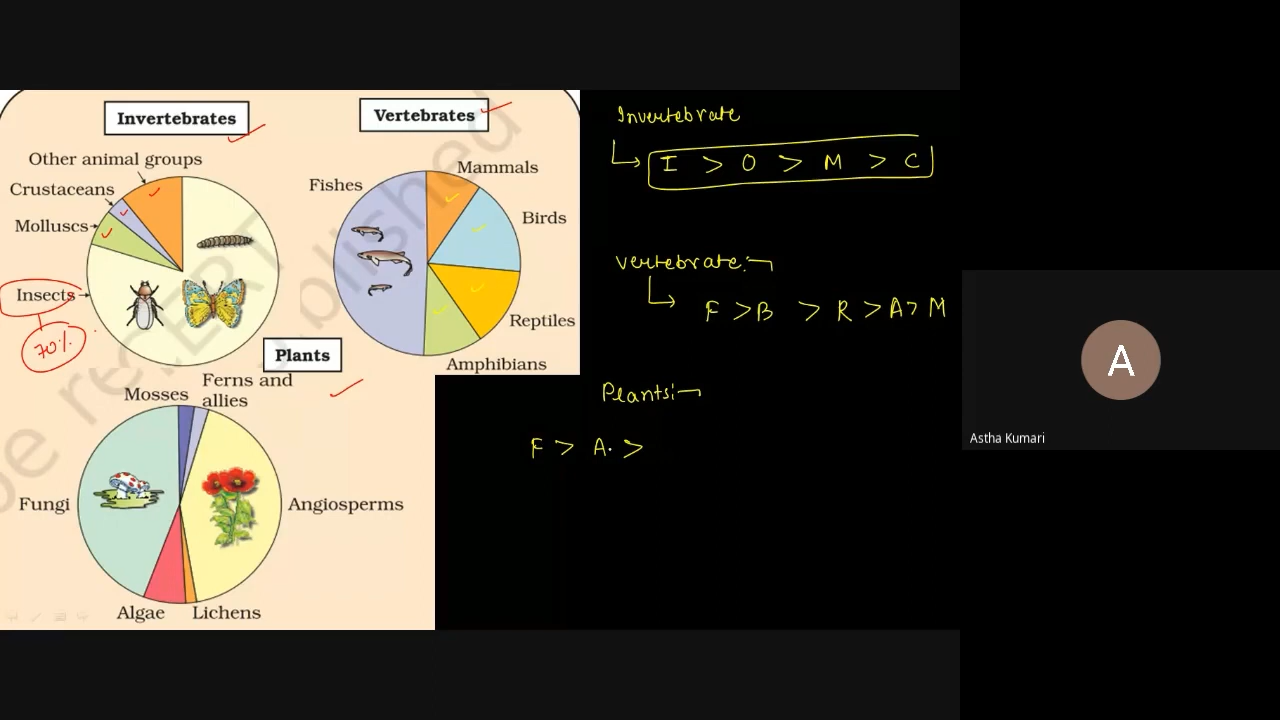 Invertebrates
Vertebrates
Other animal groups
Crustaceans
Molluscs
Insects
70%
Fishes
Mammals
Birds
Reptiles
Amphibians
Plants
Mosses
Ferns and
allies
Fungi
Angiosperms
Algae
Lichens
Invertebrate
I > O > M > C
Vertebrate:-
F > B > R > A > M
Plants:-
F > A. >
A
Astha Kumari